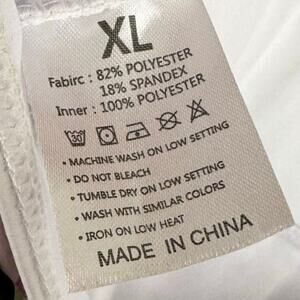 XL
Fabirc : 82% POLYESTER
18% SPANDEX
Inner : 100% POLYESTER
30
• MACHINE WASH ON LOW SETTING
• DO NOT BLEACH
• TUMBLE DRY ON LOW SETTING
• WASH WITH SIMILAR COLORS
• IRON ON LOW HEAT
MADE IN CHINA